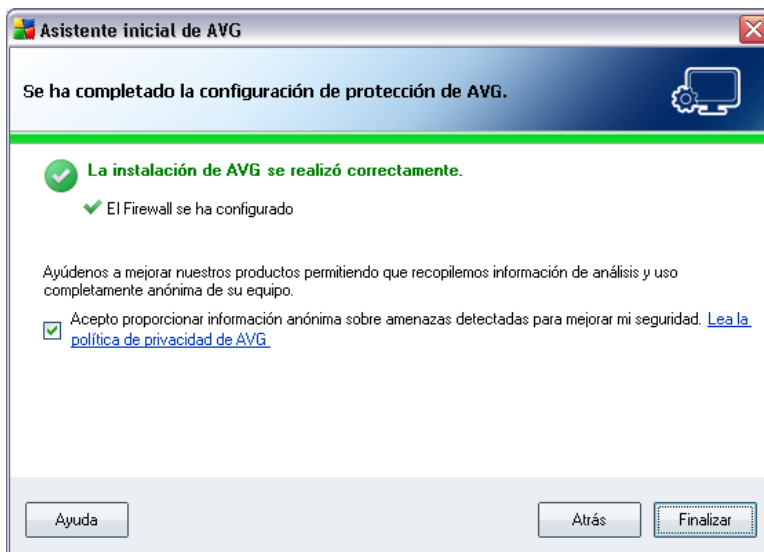 Asistente inicial de AVG
Se ha completado la configuración de protección de AVG.
La instalación de AVG se realizó correctamente.
El Firewall se ha configurado
Ayúdenos a mejorar nuestros productos permitiendo que recopilemos información de análisis y uso
completamente anónima de su equipo.
Acepto proporcionar información anónima sobre amenazas detectadas para mejorar mi seguridad. Lea la
política de privacidad de AVG
Ayuda
Atrás
Finalizar